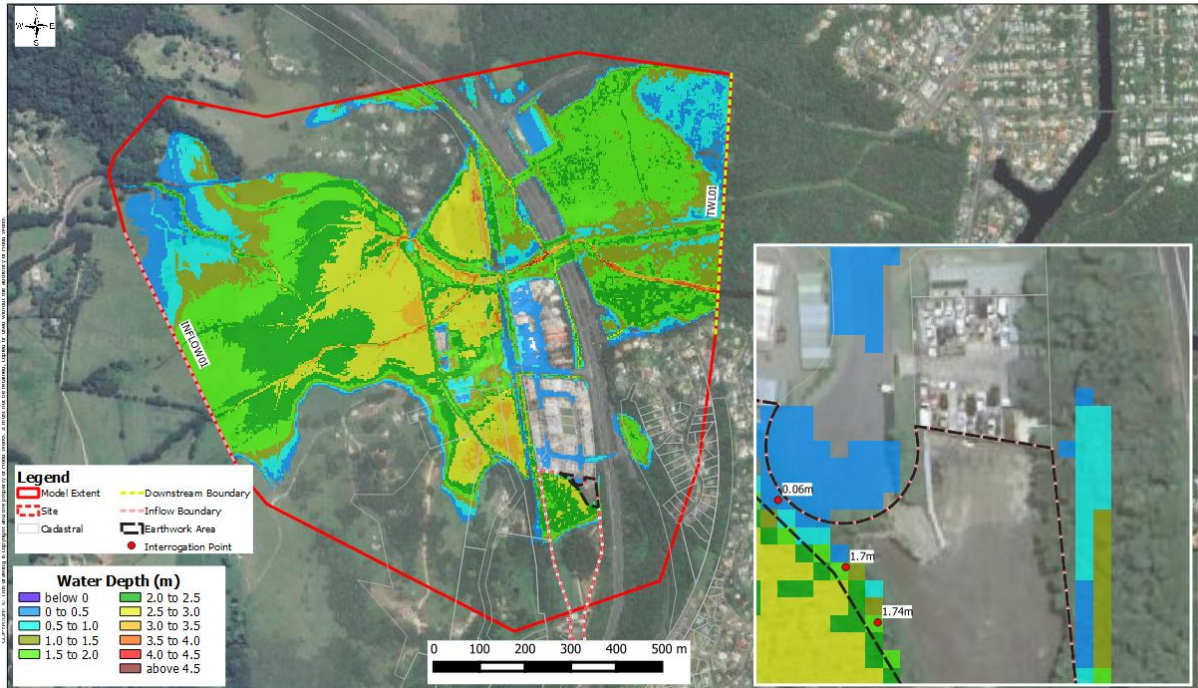 W E
S
TWL01
INFLOW01
0.06m
1.7m
1.74m
Legend
Model Extent
Site
Cadastral
Downstream Boundary
Inflow Boundary
Earthwork Area
Interrogation Point
Water Depth (m)
below 0
0 to 0.5
0.5 to 1.0
1.0 to 1.5
1.5 to 2.0
2.0 to 2.5
2.5 to 3.0
3.0 to 3.5
3.5 to 4.0
4.0 to 4.5
above 4.5
0 100 200 300 400 500 m